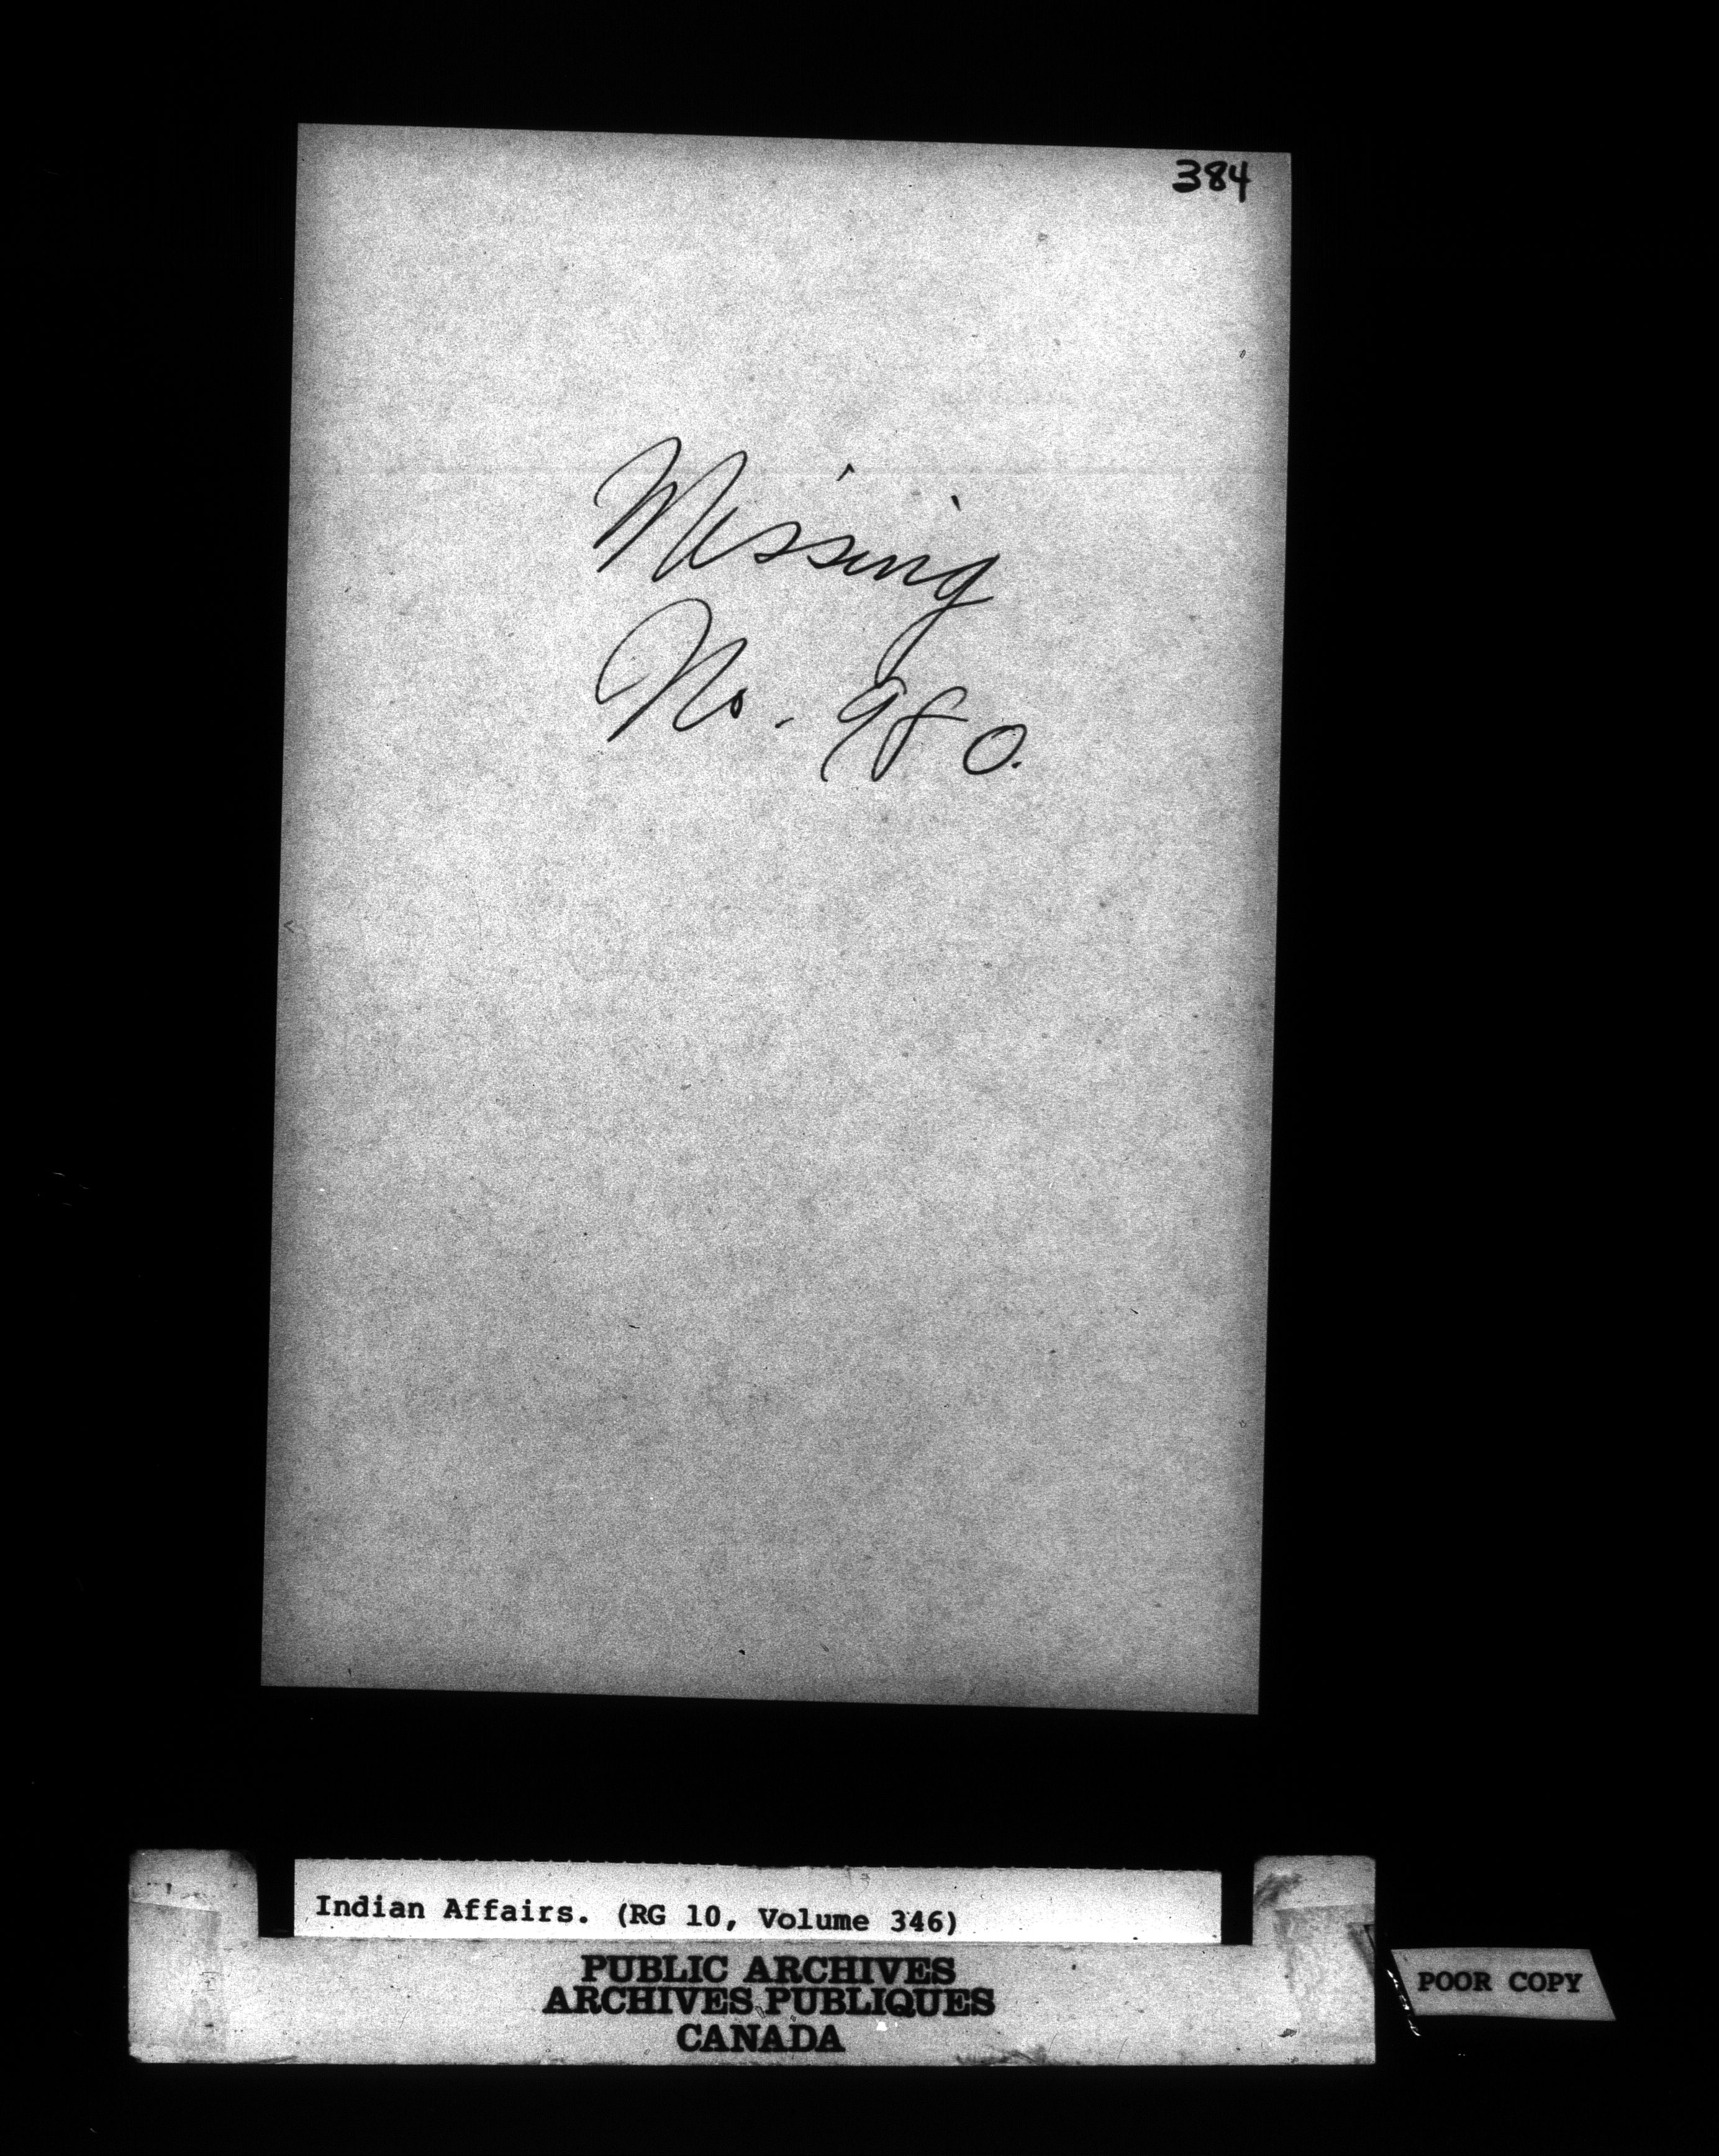 384
Missing
No. 980.
Indian Affairs. (RG 10, Volume 346)
PUBLIC ARCHIVES
ARCHIVES PUBLIQUES
CANADA
POOR COPY